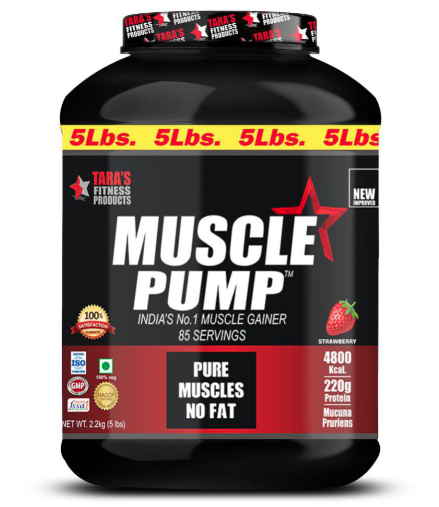 TARA'S
FITNESS
PRODUCTS
5Lbs. 5Lbs. 5Lbs. 5Lbs
TARA'S
FITNESS
PRODUCTS
NEW
IMPROVED
MUSCLE
PUMP™
INDIA'S No.1 MUSCLE GAINER
85 SERVINGS
100%
SATISFACTION
STRAWBERRY
ISO
100% veg
GMP
HACCP
fssai
PURE
MUSCLES
NO FAT
4800
KcaL
220g
Protein
Mucuna
Pruriens
NET WT. 2.2kg (5 lbs)